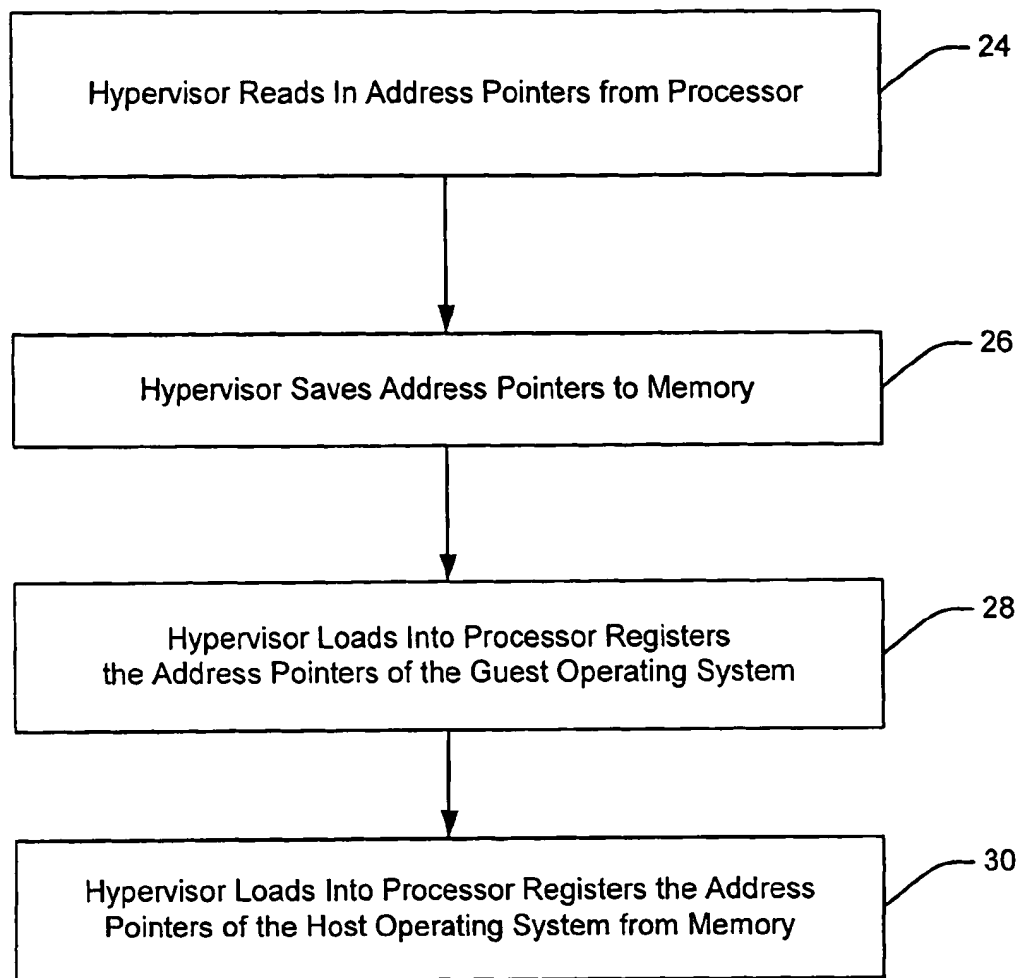 24
Hypervisor Reads In Address Pointers from Processor
26
Hypervisor Saves Address Pointers to Memory
28
Hypervisor Loads Into Processor Registers
the Address Pointers of the Guest Operating System
30
Hypervisor Loads Into Processor Registers the Address
Pointers of the Host Operating System from Memory